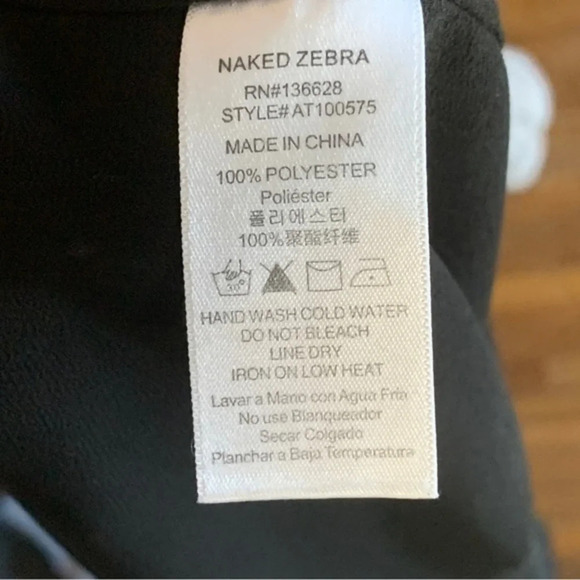 NAKED ZEBRA
RN#136628
STYLE# AT100575
MADE IN CHINA
100% POLYESTER
Poliéster
폴리에스터
100%聚酯纤维
30°
HAND WASH COLD WATER
DO NOT BLEACH
LINE DRY
IRON ON LOW HEAT
Lavar a Mano con Agua Fria
No use Blanqueador
Secar Colgado
Planchar a Baja Temperatura